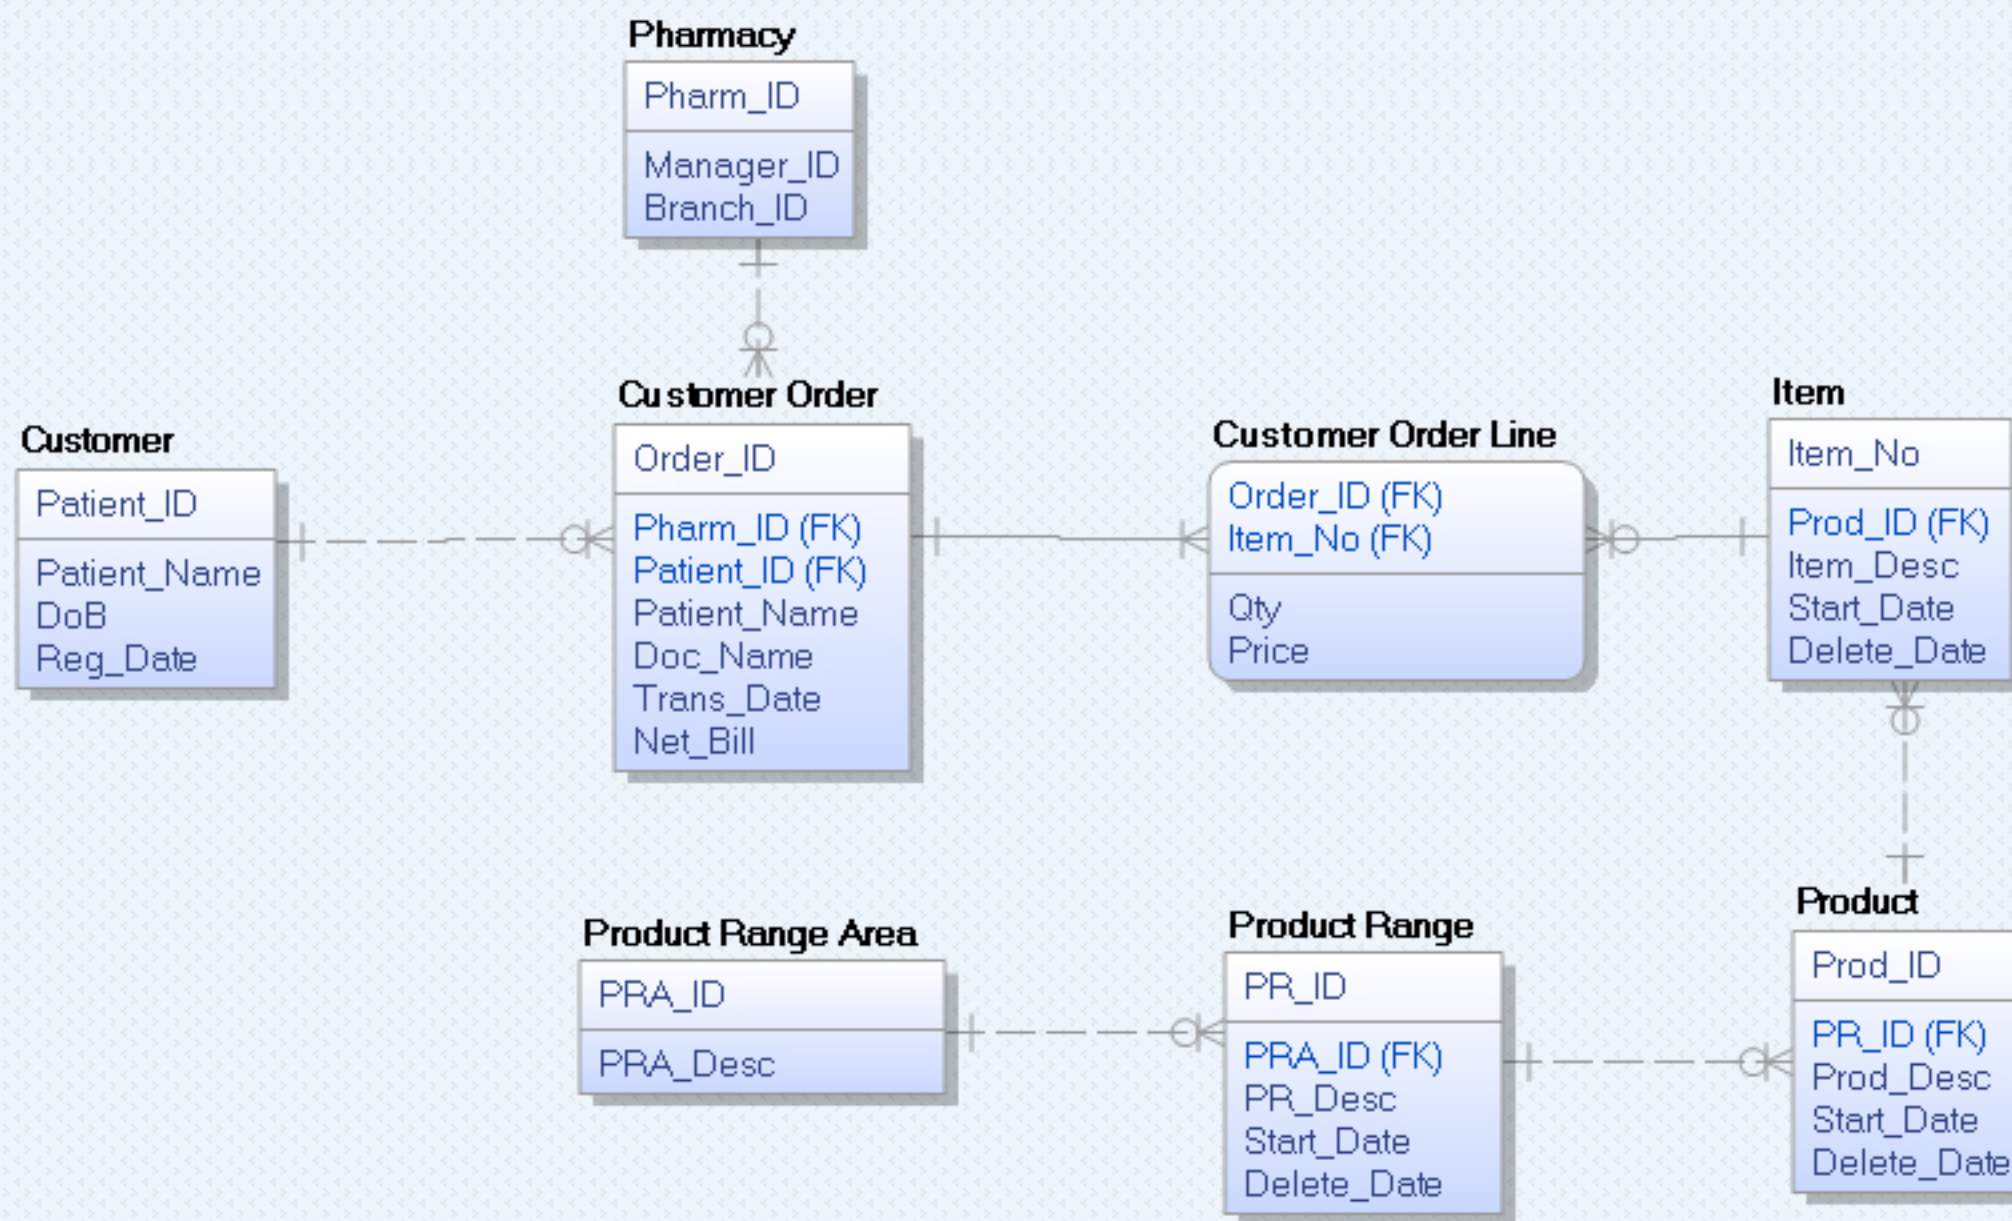 Pharmacy
Pharm_ID
Manager_ID
Branch_ID
Customer
Patient_ID
Patient_Name
DoB
Reg_Date
Customer Order
Order_ID
Pharm_ID (FK)
Patient_ID (FK)
Patient_Name
Doc_Name
Trans_Date
Net_Bill
Customer Order Line
Order_ID (FK)
Item_No (FK)
Qty
Price
Item
Item_No
Prod_ID (FK)
Item_Desc
Start_Date
Delete_Date
Product Range Area
PRA_ID
PRA_Desc
Product Range
PR_ID
PRA_ID (FK)
PR_Desc
Start_Date
Delete_Date
Product
Prod_ID
PR_ID (FK)
Prod_Desc
Start_Date
Delete_Date